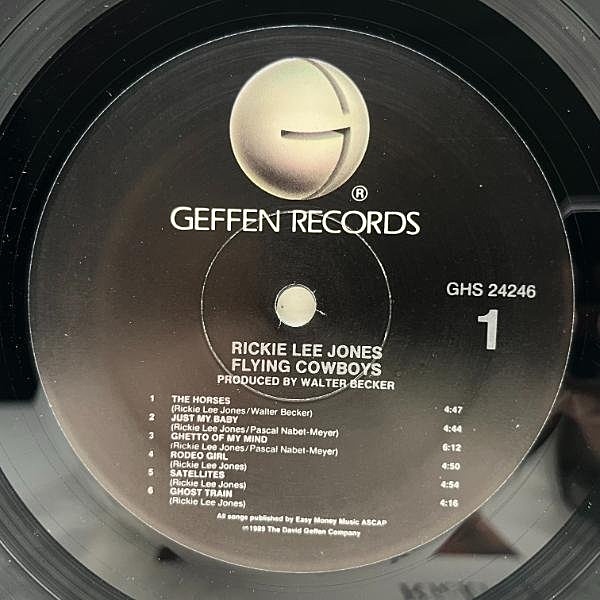 G
®
GEFFEN RECORDS
GHS 24246
1
RICKIE LEE JONES
FLYING COWBOYS
PRODUCED BY WALTER BECKER
1 THE HORSES
(Rickie Lee Jones/Walter Becker) 4:47
2 JUST MY BABY
(Rickie Lee Jones/Pascal Nabet-Meyer) 4:44
3 GHETTO OF MY MIND
(Rickie Lee Jones/Pascal Nabet-Meyer) 6:12
4 RODEO GIRL
(Rickie Lee Jones) 4:50
5 SATELLITES
(Rickie Lee Jones) 4:54
6 GHOST TRAIN
(Rickie Lee Jones) 4:16
All songs published by Easy Money Music ASCAP
℗1989 The David Geffen Company